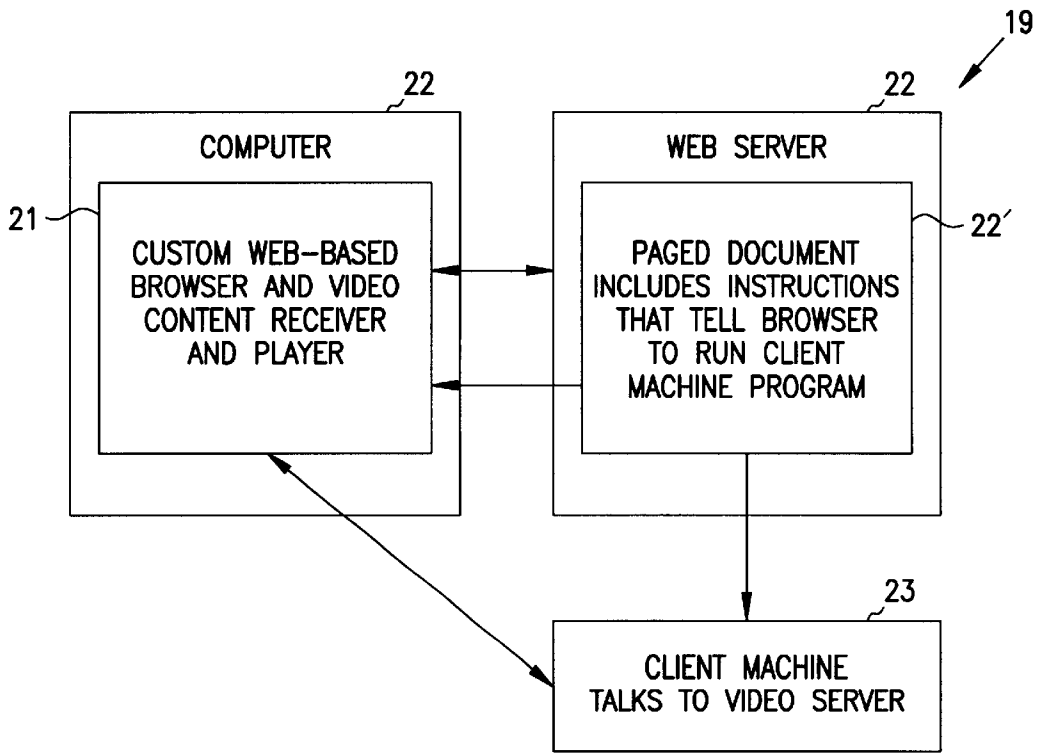 19
22
22
COMPUTER
WEB SERVER
21
22′
CUSTOM WEB-BASED
BROWSER AND VIDEO
CONTENT RECEIVER
AND PLAYER
PAGED DOCUMENT
INCLUDES INSTRUCTIONS
THAT TELL BROWSER
TO RUN CLIENT
MACHINE PROGRAM
23
CLIENT MACHINE
TALKS TO VIDEO SERVER